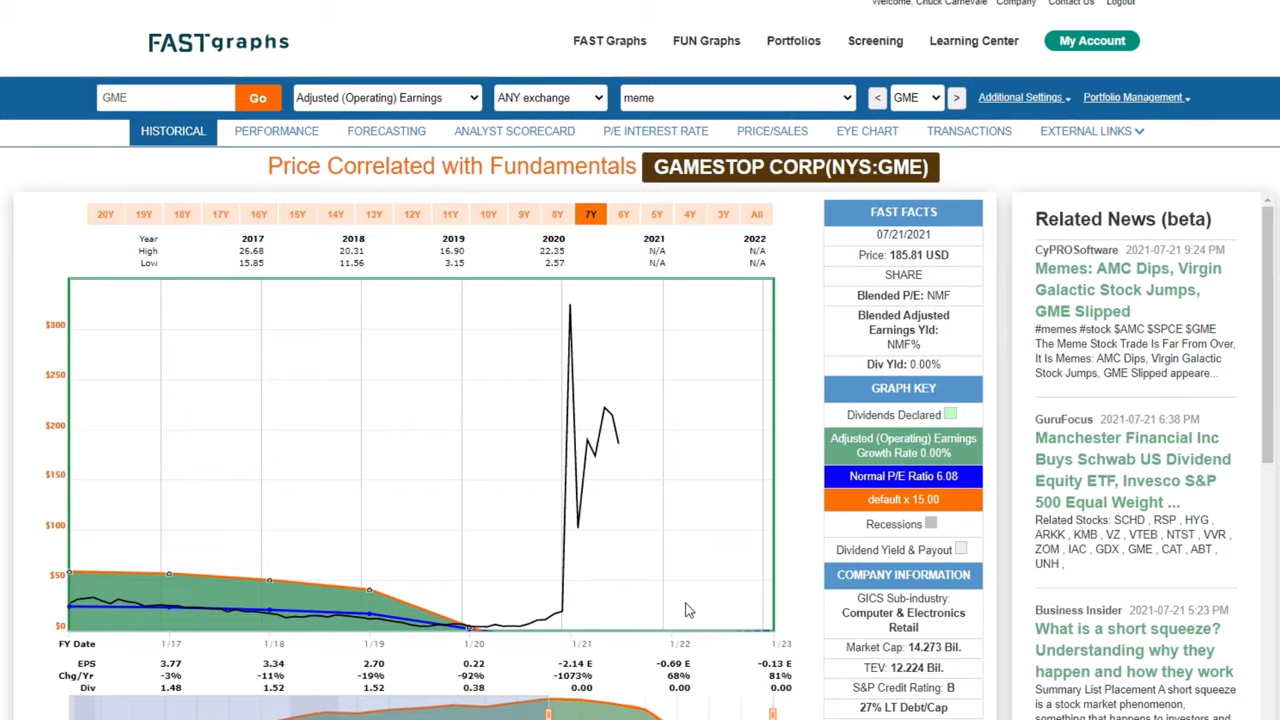 Welcome, Chuck Carnevale Company Contact Us Logout
FASTgraphs
FAST Graphs FUN Graphs Portfolios Screening Learning Center My Account
GME Go Adjusted (Operating) Earnings ANY exchange meme < GME > Additional Settings Portfolio Management
HISTORICAL PERFORMANCE FORECASTING ANALYST SCORECARD P/E INTEREST RATE PRICE/SALES EYE CHART TRANSACTIONS EXTERNAL LINKS
Price Correlated with Fundamentals GAMESTOP CORP(NYS:GME)
20Y 19Y 18Y 17Y 16Y 15Y 14Y 13Y 12Y 11Y 10Y 9Y 8Y 7Y 6Y 5Y 4Y 3Y All
Year 2017 2018 2019 2020 2021 2022
High 26.68 20.31 16.90 22.35 N/A N/A
Low 15.85 11.56 3.15 2.57 N/A N/A
$300
$250
$200
$150
$100
$50
$0
FY Date 1/17 1/18 1/19 1/20 1/21 1/22 1/23
EPS 3.77 3.34 2.70 0.22 -2.14 E -0.69 E -0.13 E
Chg/Yr -3% -11% -19% -92% -1073% 68% 81%
Div 1.48 1.52 1.52 0.38 0.00 0.00 0.00
FAST FACTS
07/21/2021
Price: 185.81 USD
SHARE
Blended P/E: NMF
Blended Adjusted
Earnings Yld:
NMF%
Div Yld: 0.00%
GRAPH KEY
Dividends Declared
Adjusted (Operating) Earnings
Growth Rate 0.00%
Normal P/E Ratio 6.08
default x 15.00
Recessions
Dividend Yield & Payout
COMPANY INFORMATION
GICS Sub-industry:
Computer & Electronics
Retail
Market Cap: 14.273 Bil.
TEV: 12.224 Bil.
S&P Credit Rating: B
27% LT Debt/Cap
Related News (beta)
CyPROSoftware 2021-07-21 9:24 PM
Memes: AMC Dips, Virgin
Galactic Stock Jumps,
GME Slipped
#memes #stock $AMC $SPCE $GME
The Meme Stock Trade Is Far From Over,
It Is Memes: AMC Dips, Virgin Galactic
Stock Jumps, GME Slipped appeare...
GuruFocus 2021-07-21 6:38 PM
Manchester Financial Inc
Buys Schwab US Dividend
Equity ETF, Invesco S&P
500 Equal Weight ...
Related Stocks: SCHD , RSP , HYG ,
ARKK , KMB , VZ , VTEB , NTST , VVR ,
ZOM , IAC , GDX , GME , CAT , ABT ,
UNH ,
Business Insider 2021-07-21 5:23 PM
What is a short squeeze?
Understanding why they
happen and how they work
Summary List Placement A short squeeze
is a stock market phenomenon,
something that happens to investors and